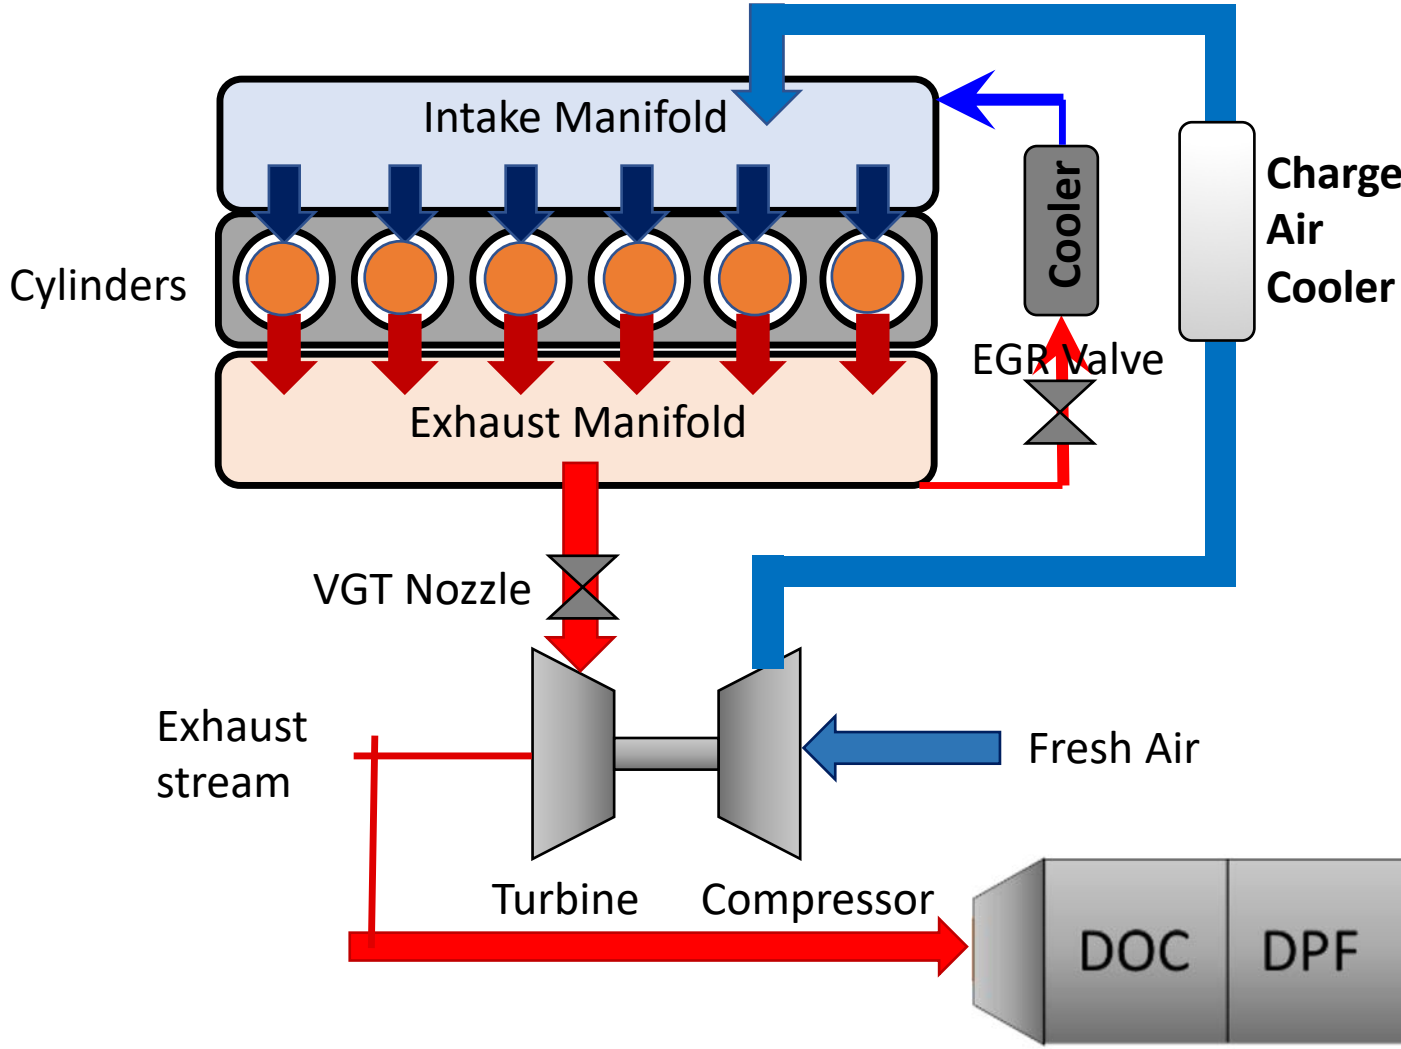 Intake Manifold
Cooler
Charge
Air
Cooler
Cylinders
EGR Valve
Exhaust Manifold
VGT Nozzle
Exhaust
stream
Fresh Air
Turbine
Compressor
DOC
DPF